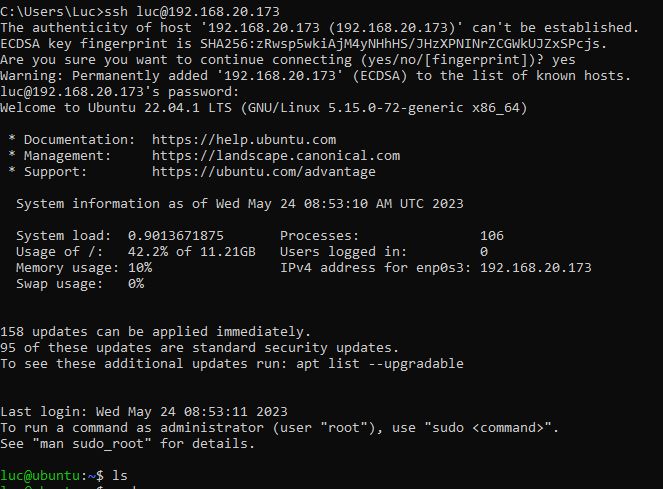 C:\Users\Luc>ssh luc@192.168.20.173
The authenticity of host '192.168.20.173 (192.168.20.173)' can't be established.
ECDSA key fingerprint is SHA256:zRwsp5wkiAjM4yNHhHS/JHzXPNINrZCGWkUJZxSPcjs.
Are you sure you want to continue connecting (yes/no/[fingerprint])? yes
Warning: Permanently added '192.168.20.173' (ECDSA) to the list of known hosts.
luc@192.168.20.173's password:
Welcome to Ubuntu 22.04.1 LTS (GNU/Linux 5.15.0-72-generic x86_64)
* Documentation:  https://help.ubuntu.com
* Management:     https://landscape.canonical.com
* Support:        https://ubuntu.com/advantage
System information as of Wed May 24 08:53:10 AM UTC 2023
System load:  0.9013671875       Processes:               106
Usage of /:   42.2% of 11.21GB   Users logged in:         0
Memory usage: 10%                IPv4 address for enp0s3: 192.168.20.173
Swap usage:   0%
158 updates can be applied immediately.
95 of these updates are standard security updates.
To see these additional updates run: apt list --upgradable
Last login: Wed May 24 08:53:11 2023
To run a command as administrator (user "root"), use "sudo <command>".
See "man sudo_root" for details.
luc@ubuntu:~$ ls